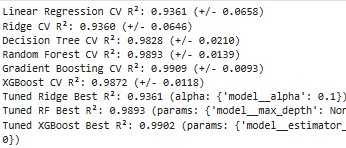 Linear Regression CV R²: 0.9361 (+/- 0.0658)
Ridge CV R²: 0.9360 (+/- 0.0646)
Decision Tree CV R²: 0.9828 (+/- 0.0210)
Random Forest CV R²: 0.9893 (+/- 0.0139)
Gradient Boosting CV R²: 0.9909 (+/- 0.0093)
XGBoost CV R²: 0.9872 (+/- 0.0118)
Tuned Ridge Best R²: 0.9361 (alpha: {'model__alpha': 0.1})
Tuned RF Best R²: 0.9893 (params: {'model__max_depth': Nor
Tuned XGBoost Best R²: 0.9902 (params: {'model__estimator_
0})